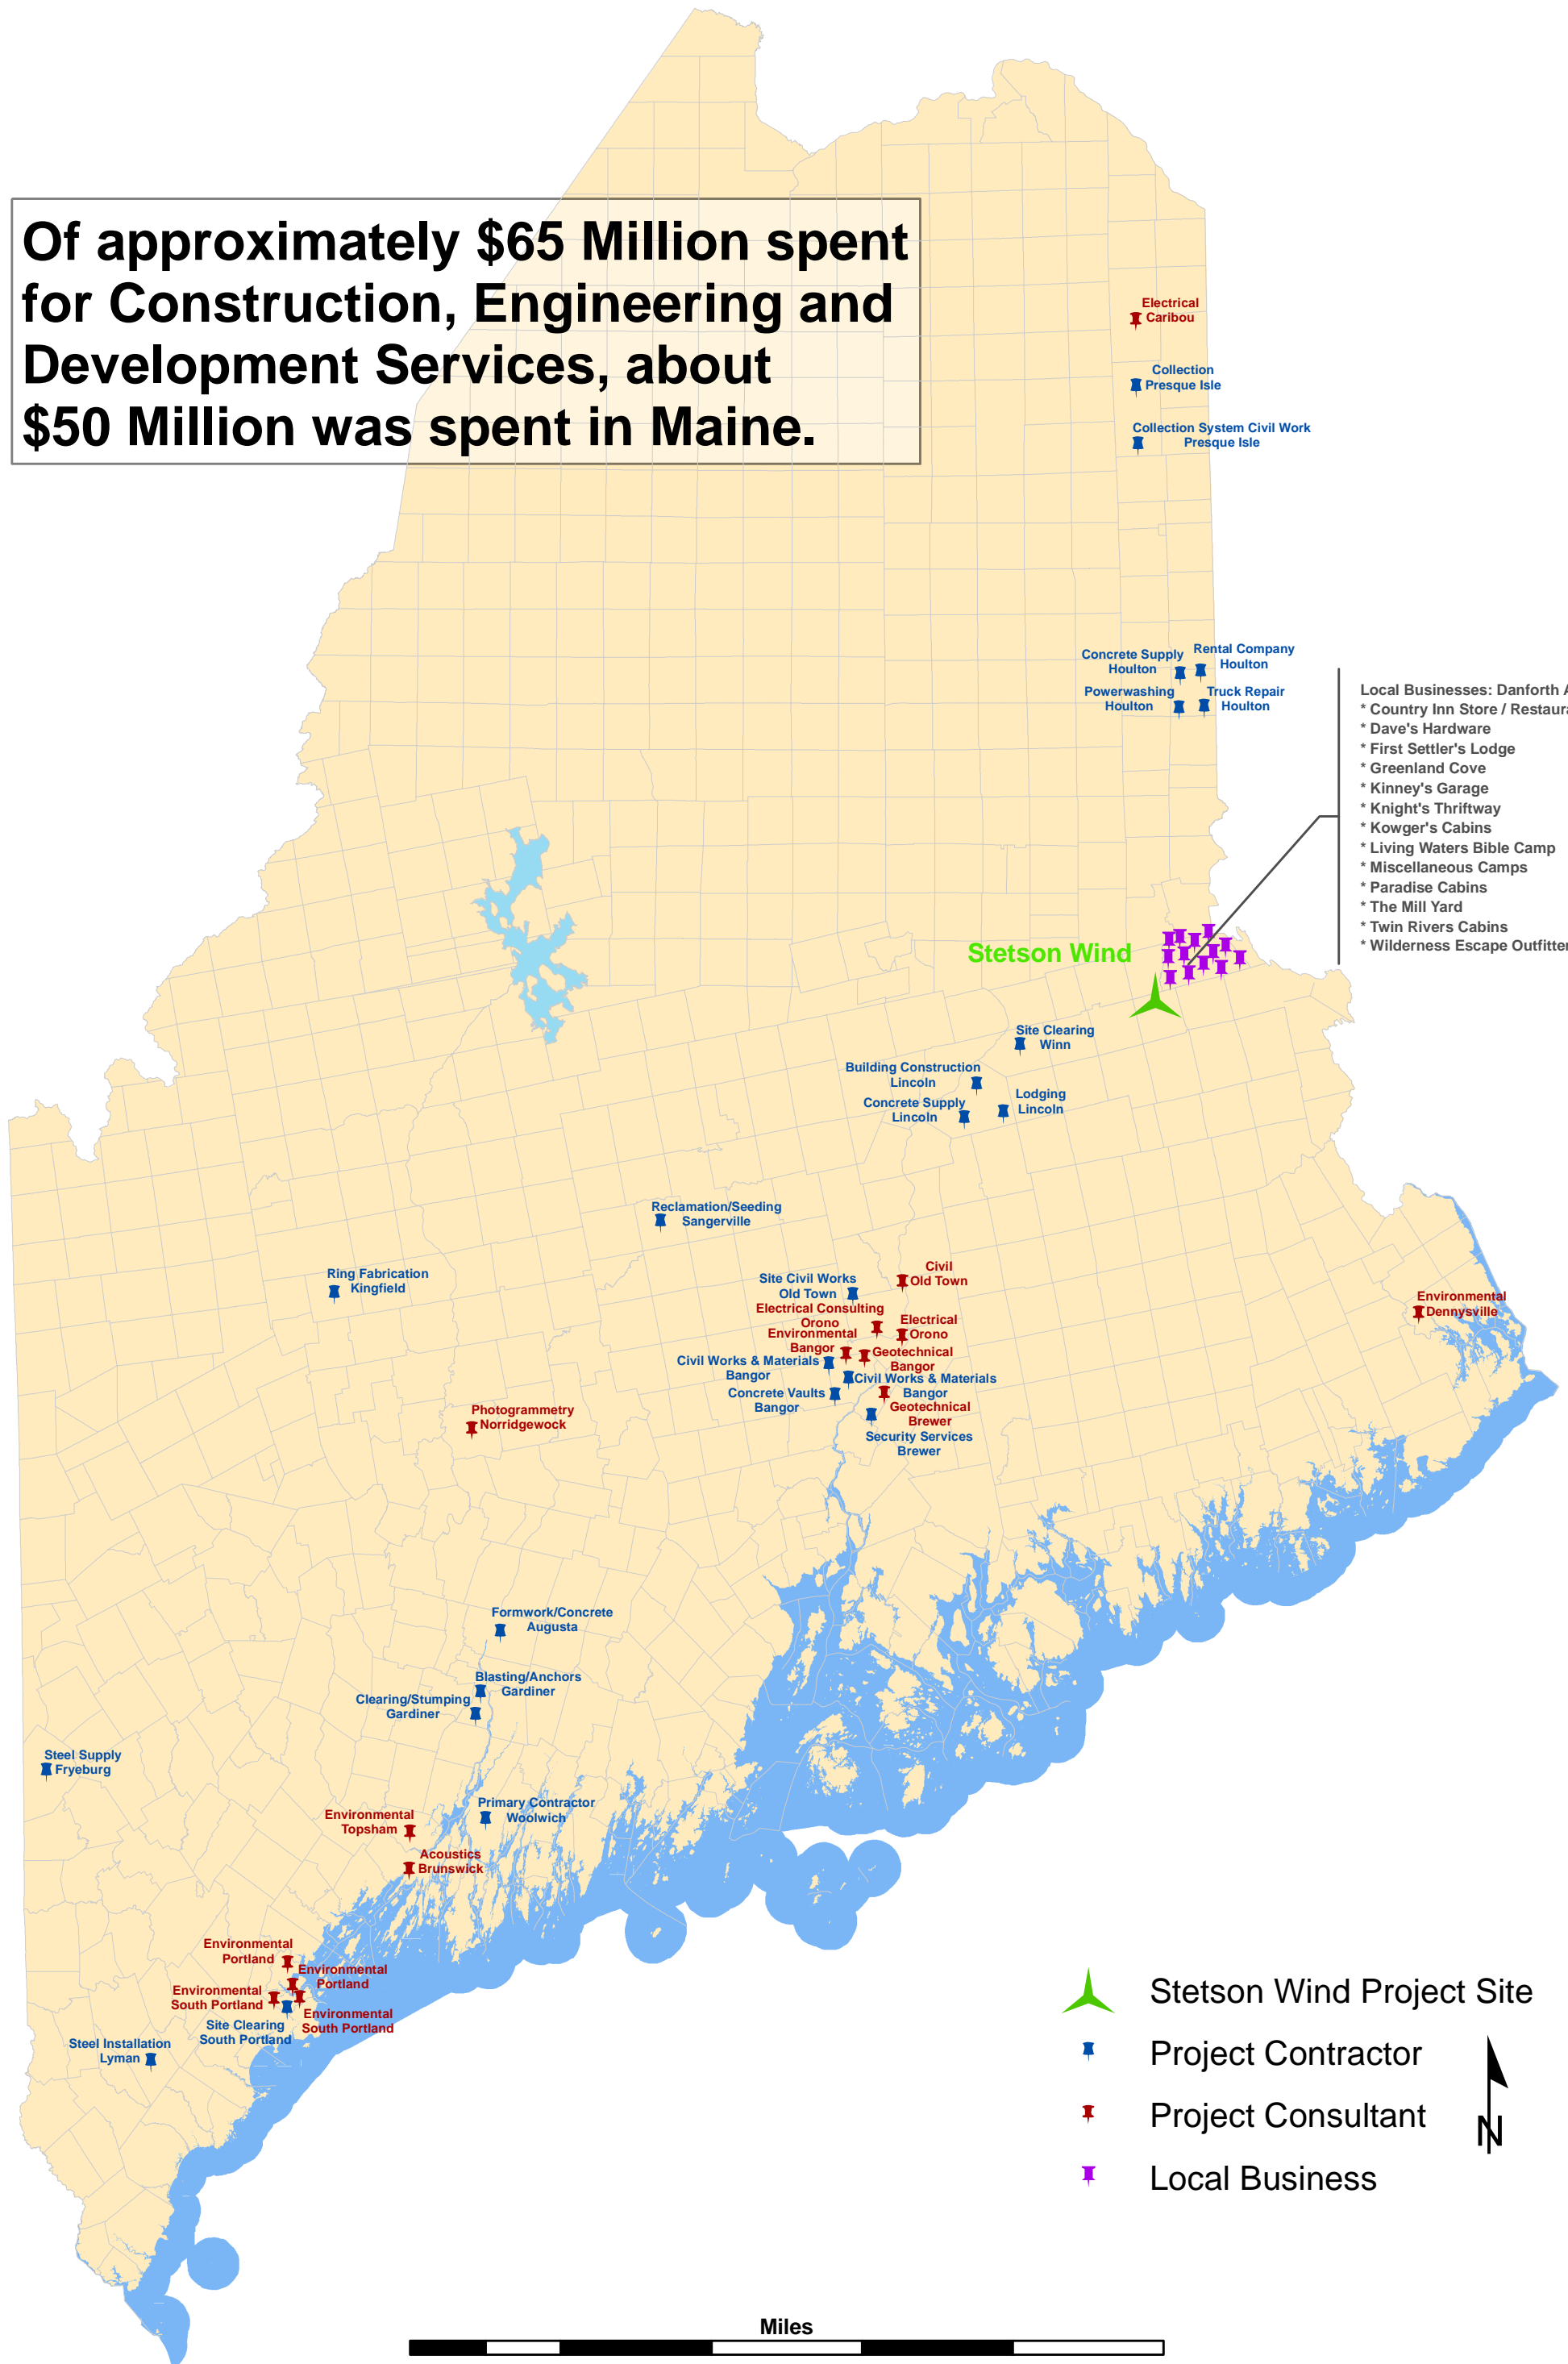 Of approximately $65 Million spent
for Construction, Engineering and
Development Services, about
$50 Million was spent in Maine.
Electrical
Caribou
Collection
Presque Isle
Collection System Civil Work
Presque Isle
Concrete Supply
Houlton
Rental Company
Houlton
Powerwashing
Houlton
Truck Repair
Houlton
Local Businesses: Danforth
* Country Inn Store /
* Dave's Hardware
* First Settler's Lodge
* Greenland Cove
* Kinney's Garage
* Knight's Thriftway
* Kowger's Cabins
* Living Waters Bible Camp
* Miscellaneous Camps
* Paradise Cabins
* The Mill Yard
* Twin Rivers Cabins
* Wilderness Escape
Stetson Wind
Site Clearing
Winn
Building Construction
Lincoln
Lodging
Lincoln
Concrete Supply
Lincoln
Reclamation/Seeding
Sangerville
Ring Fabrication
Kingfield
Civil
Old Town
Site Civil Works
Old Town
Environmental
Dennysville
Electrical Consulting
Orono
Electrical
Orono
Environmental
Bangor
Geotechnical
Bangor
Civil Works & Materials
Bangor
Civil Works & Materials
Bangor
Concrete Vaults
Bangor
Geotechnical
Brewer
Security Services
Brewer
Photogrammetry
Norridgewock
Formwork/Concrete
Augusta
Blasting/Anchors
Gardiner
Clearing/Stumping
Gardiner
Steel Supply
Fryeburg
Primary Contractor
Woolwich
Environmental
Topsham
Acoustics
Brunswick
Environmental
Portland
Environmental
Portland
Environmental
South Portland
Environmental
South Portland
Site Clearing
South Portland
Steel Installation
Lyman
Stetson Wind Project Site
Project Contractor
Project Consultant
Local Business
N
Miles